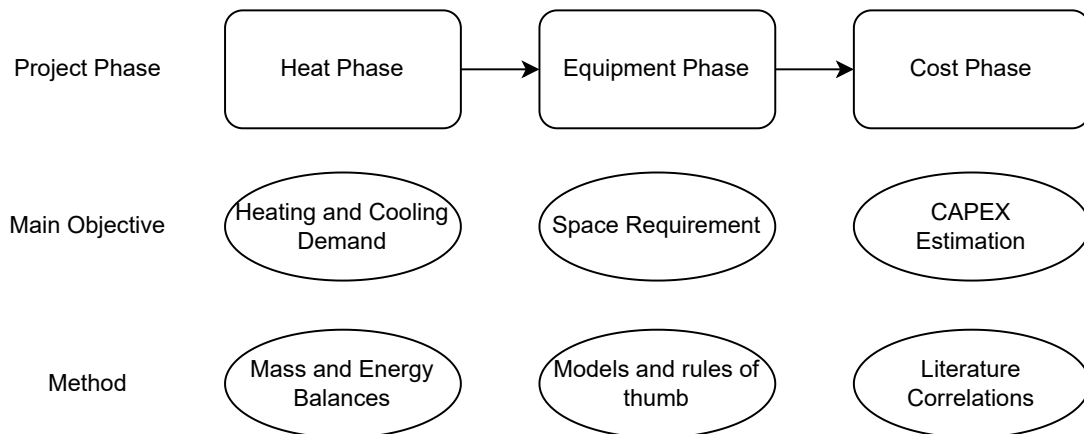 Project Phase
Heat Phase
Equipment Phase
Cost Phase
Main Objective
Heating and Cooling
Demand
Space Requirement
CAPEX
Estimation
Method
Mass and Energy
Balances
Models and rules of
thumb
Literature
Correlations